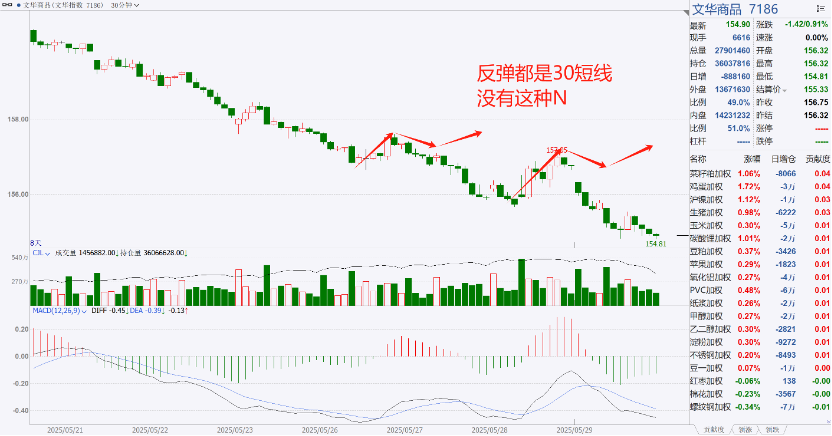 文华商品(文华指数 7186) 30分钟
反弹都是30短线
没有这种N
158.00
157.05
156.00
154.81
8天
CJL 成交量 1456882.00↓持仓量 36066628.00↓
540万
270万
MACD(12,26,9) DIFF -0.45↓DEA -0.39↓ -0.13↑
0.20
0.00
-0.20
-0.40
2025/05/21 2025/05/22 2025/05/23 2025/05/26 2025/05/27 2025/05/28 2025/05/29
文华商品 7186
最新 154.90 涨跌 -1.42/0.91%
现手 6616 速涨 0.00%
总量 27901460 开盘 156.32
持仓 36037816 最高 156.32
日增 -888160 最低 154.81
外盘 13671630 结算价 155.33
比例 49.0% 昨收 156.75
内盘 14231232 昨结 156.32
比例 51.0% 涨停 -----
杠杆 ----- 跌停 -----
名称 涨幅 日增仓 贡献度
菜籽粕加权 1.06% -8066 0.04
鸡蛋加权 1.72% -3万 0.04
沪镍加权 1.12% -1万 0.03
生猪加权 0.98% -6222 0.03
玉米加权 0.30% -5万 0.01
碳酸锂加权 1.01% -2万 0.01
豆粕加权 0.37% -3426 0.01
苹果加权 0.29% -1823 0.01
氧化铝加权 0.27% -4万 0.01
PVC加权 0.48% -6万 0.01
纸浆加权 0.26% -2万 0.01
甲醇加权 0.27% -2万 0.01
乙二醇加权 0.30% -2821 0.01
淀粉加权 0.30% -9272 0.01
不锈钢加权 0.20% -8493 0.01
豆一加权 0.07% -1万 0.00
红枣加权 -0.06% 138 -0.00
棉花加权 -0.23% -3567 -0.00
螺纹钢加权 -0.34% -7万 -0.01
贡献度 领涨 领跌